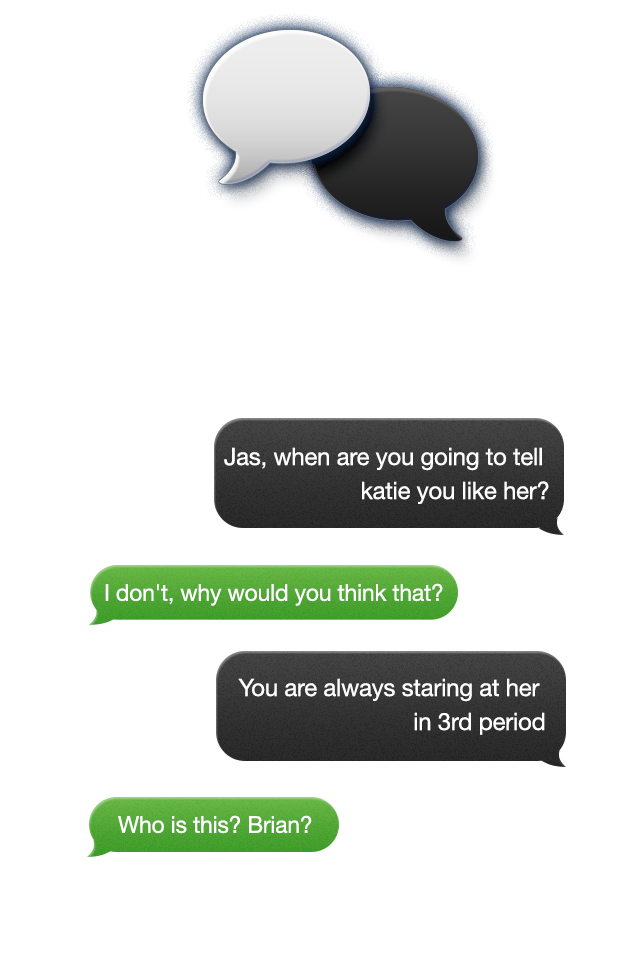 Jas, when are you going to tell
katie you like her?
I don't, why would you think that?
You are always staring at her
in 3rd period
Who is this? Brian?